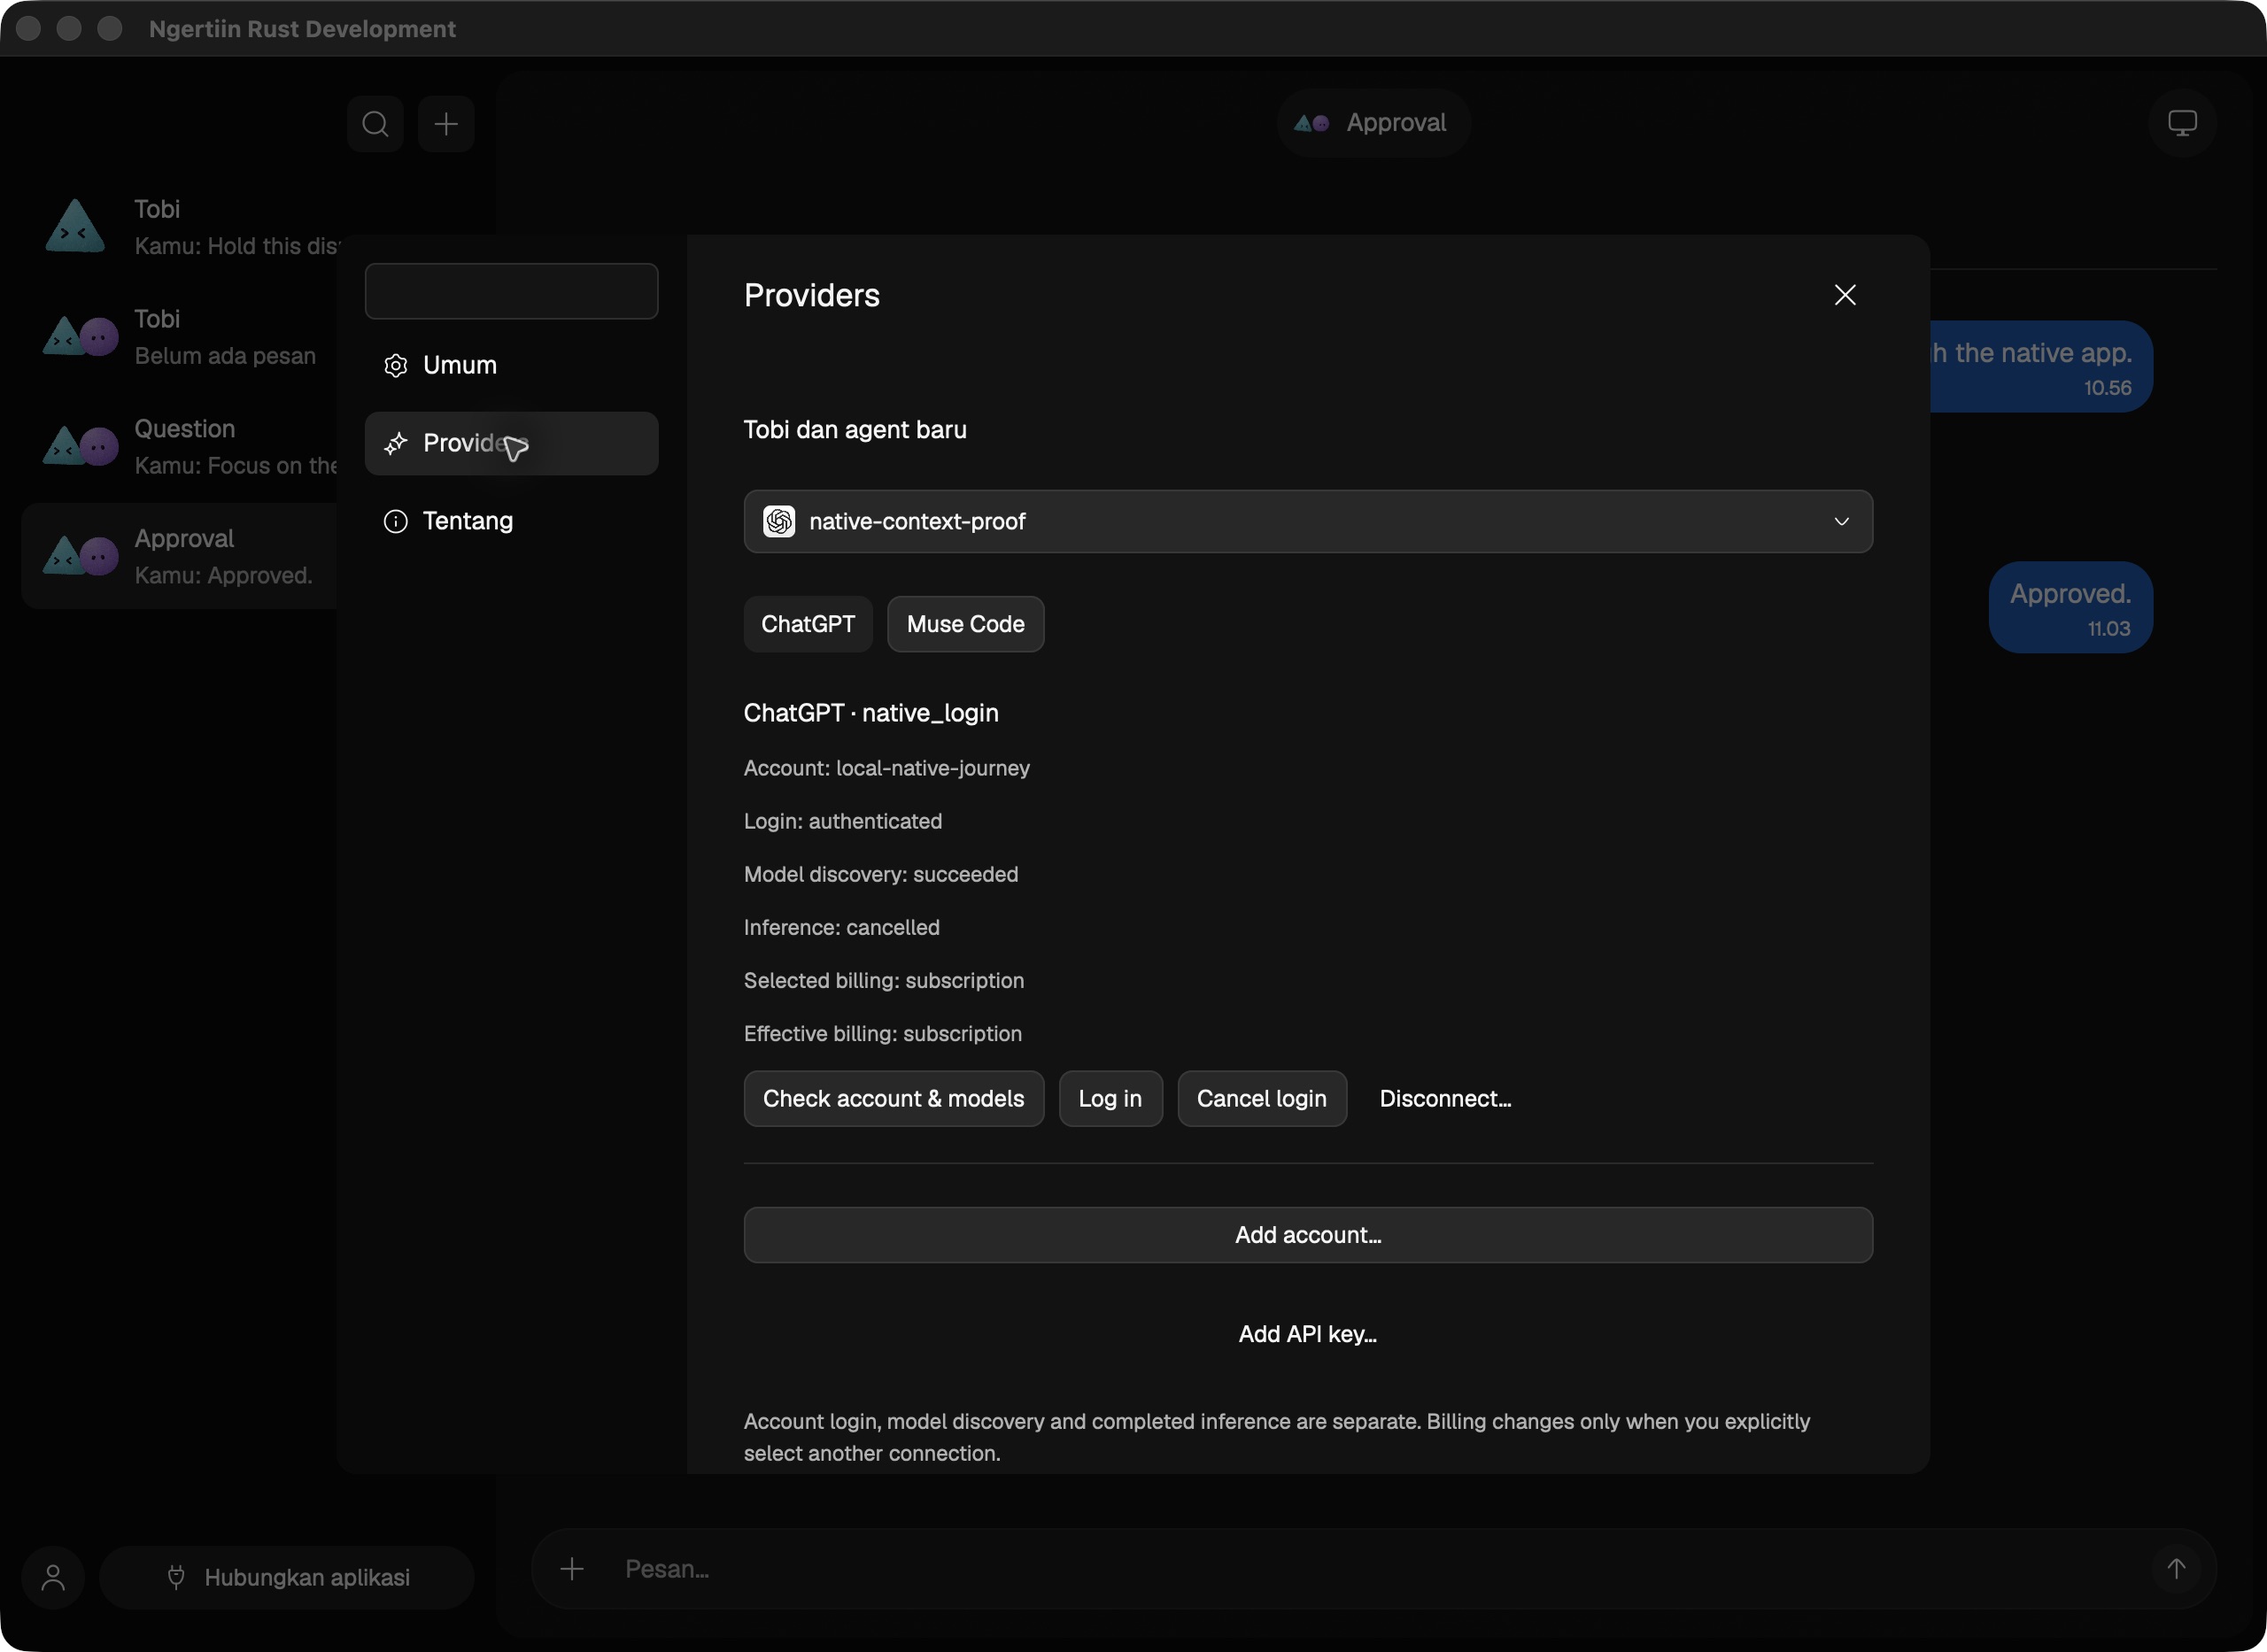 Ngertiin Rust Development
Approval
Tobi
Kamu: Hold this
Tobi
Belum ada pesan
Question
Kamu: Focus on the
Approval
Kamu: Approved.
Umum
Tentang
Providers
Tobi dan agent baru
native-context-proof
ChatGPT
Muse Code
ChatGPT · native_login
Account: local-native-journey
Login: authenticated
Model discovery: succeeded
Inference: cancelled
Selected billing: subscription
Effective billing: subscription
Check account & models
Log in
Cancel login
Disconnect...
Add account...
Add API key...
Account login, model discovery and completed inference are separate. Billing changes only when you explicitly
select another connection.
the native app.
10.56
Approved.
11.03
Hubungkan aplikasi
Pesan...